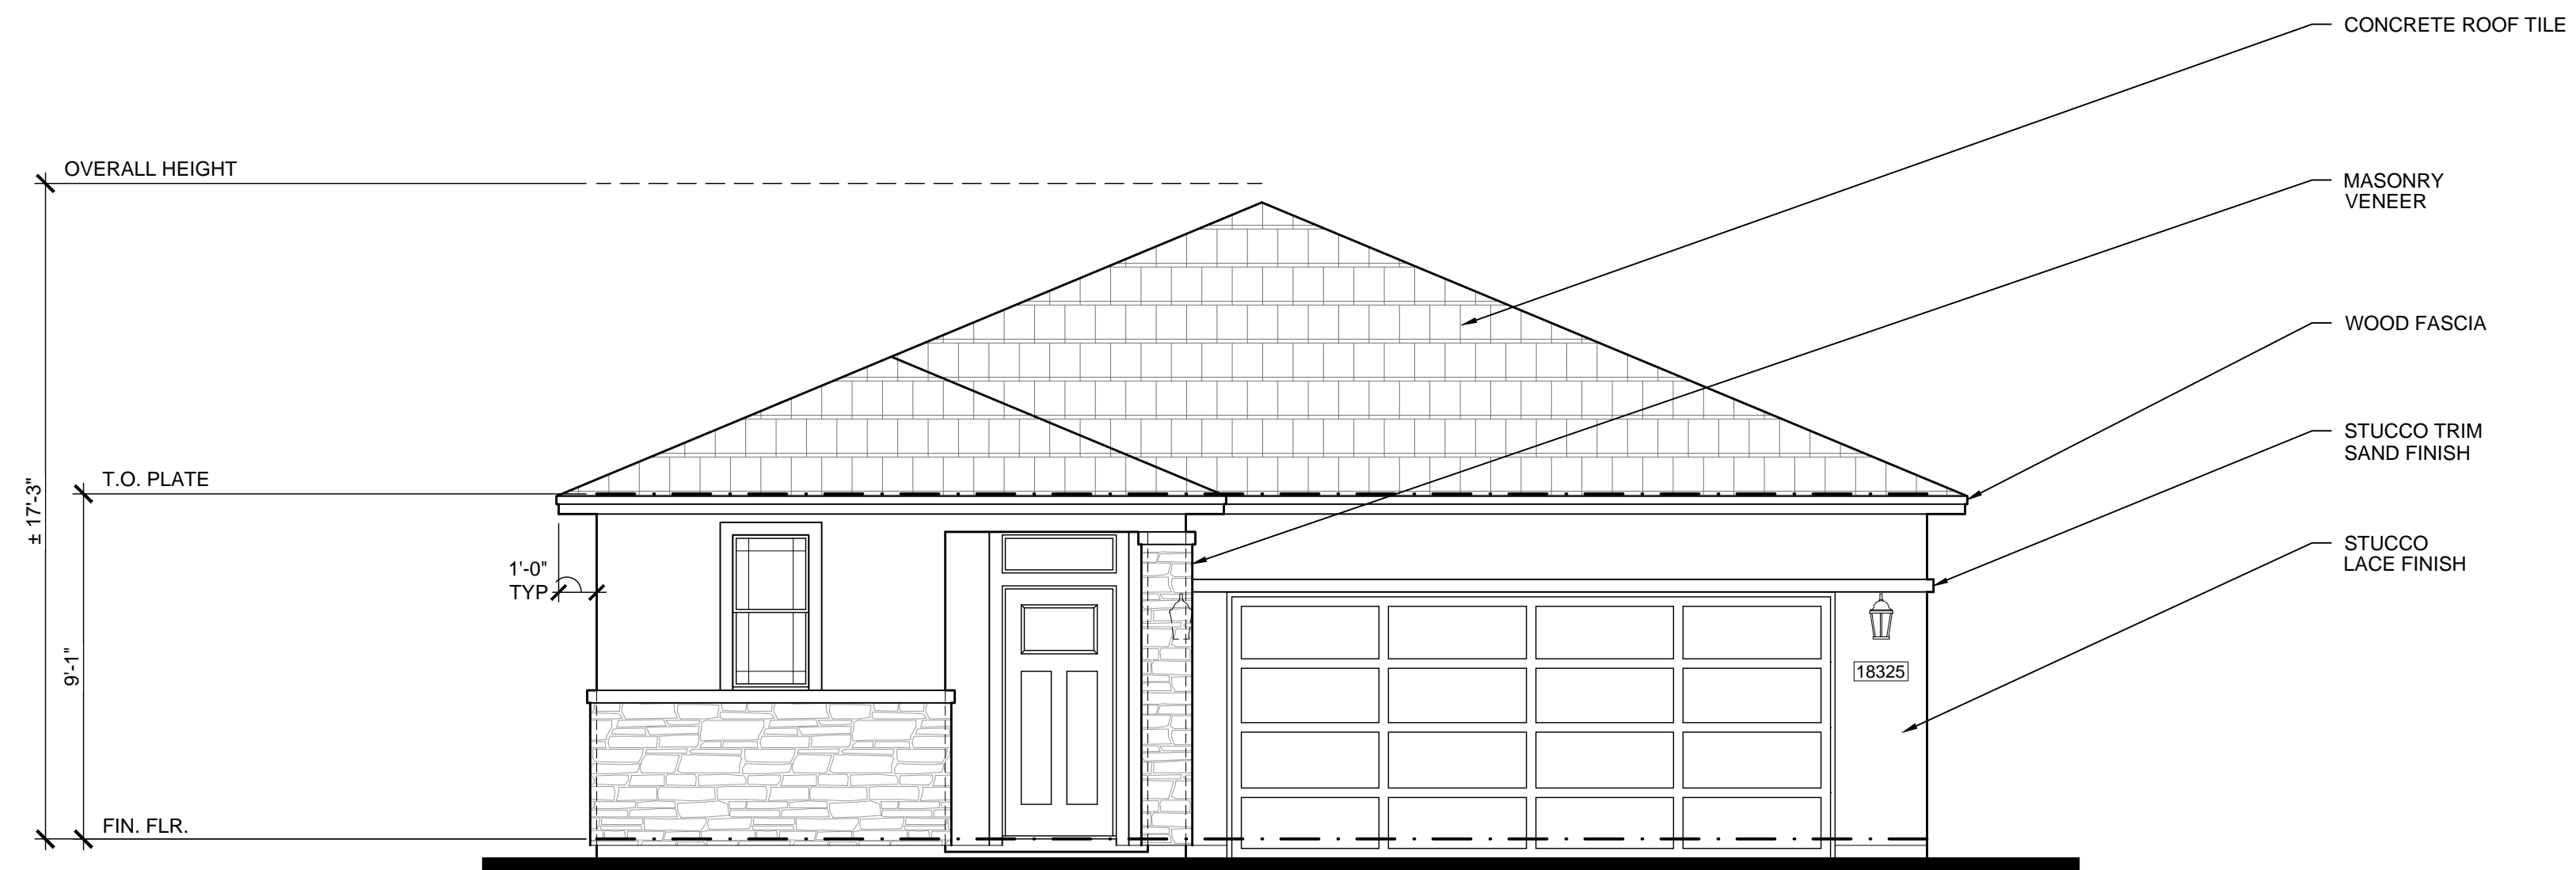 CONCRETE ROOF TILE
OVERALL HEIGHT
MASONRY
VENEER
WOOD FASCIA
STUCCO TRIM
SAND FINISH
T.O. PLATE
± 17'-3"
STUCCO
LACE FINISH
1'-0"
TYP
9'-1"
18325
FIN. FLR.